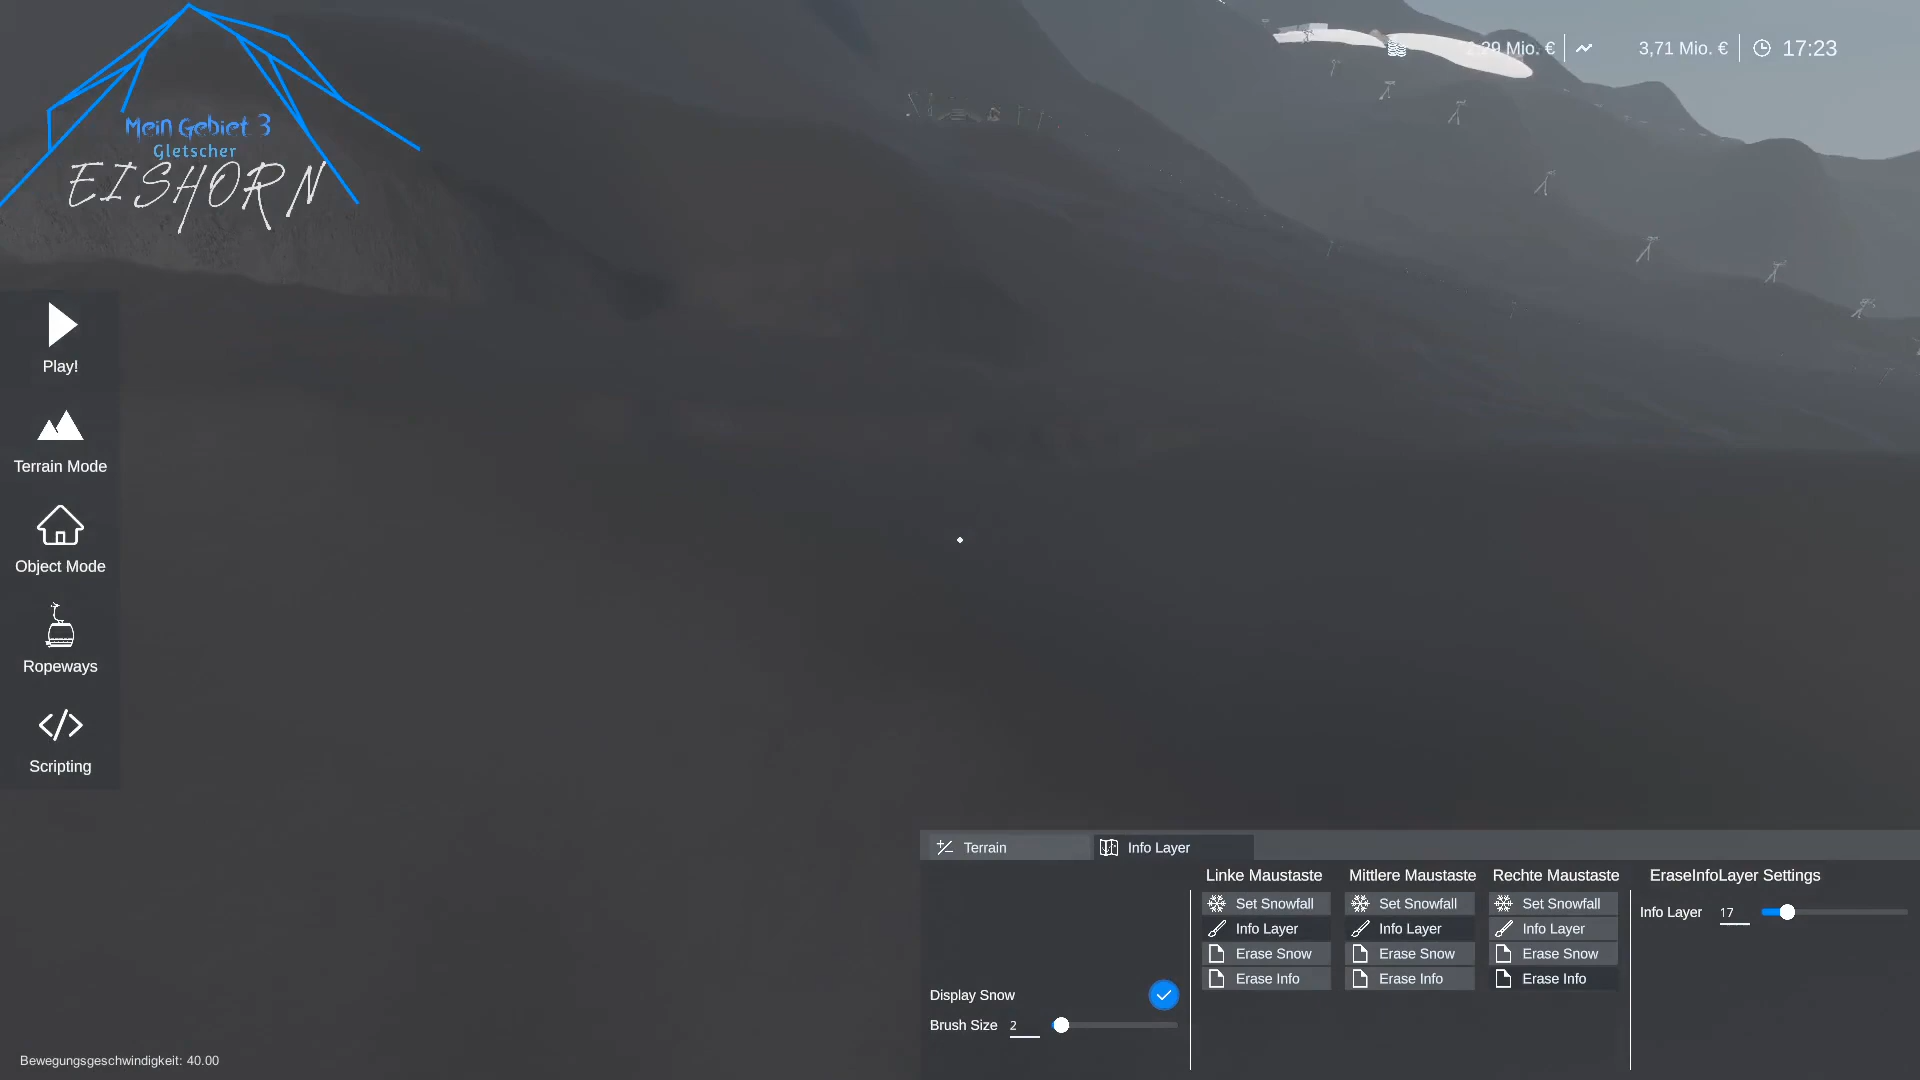 Mein Gebiet 3
Gletscher
EISHORN
2,29 Mio. €
3,71 Mio. €
17:23
Play!
Terrain Mode
Object Mode
Ropeways
Scripting
Terrain
Info Layer
Linke Maustaste
Mittlere Maustaste
Rechte Maustaste
EraseInfoLayer Settings
Set Snowfall
Set Snowfall
Set Snowfall
Info Layer 17
Info Layer
Info Layer
Info Layer
Erase Snow
Erase Snow
Erase Snow
Erase Info
Erase Info
Erase Info
Display Snow
Brush Size 2
Bewegungsgeschwindigkeit: 40.00